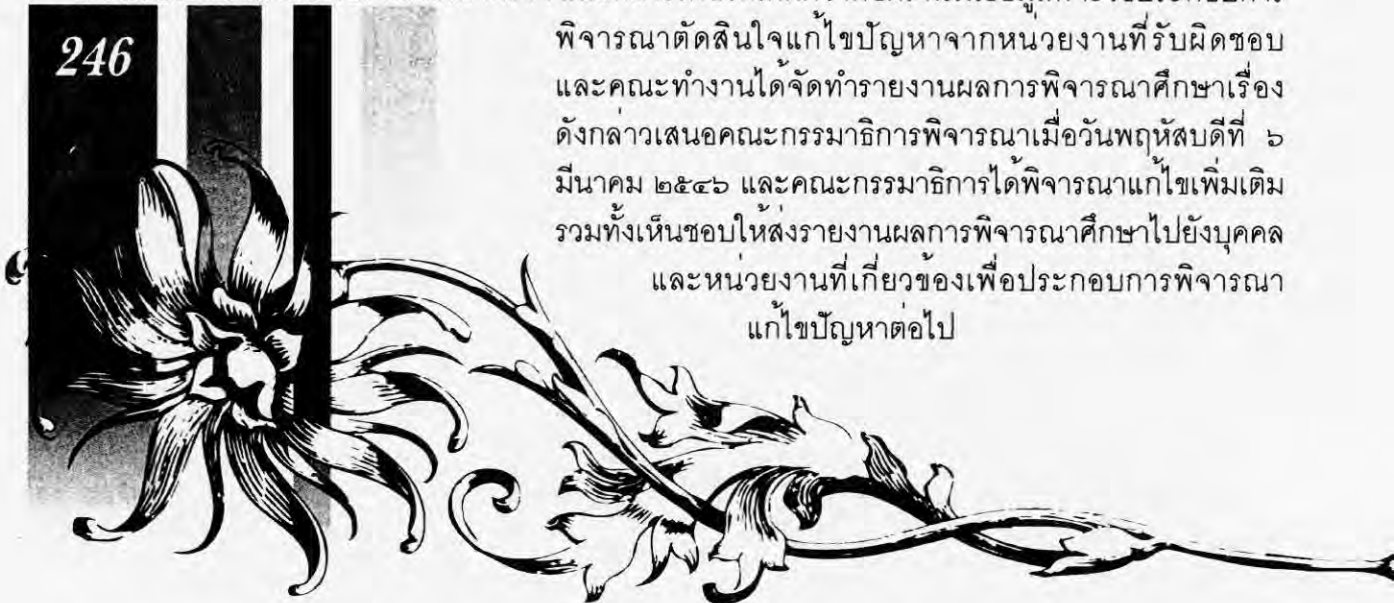 246
พิจารณาตัดสินใจแก้ไขปัญหาจากหน่วยงานที่รับผิดชอบ
และคณะทำงานได้จัดทำรายงานผลการพิจารณาศึกษาเรื่อง
ดังกล่าวเสนอคณะกรรมาธิการพิจารณาเมื่อวันพฤหัสบดีที่ ๖
มีนาคม ๒๕๔๖ และคณะกรรมาธิการได้พิจารณาแก้ไขเพิ่มเติม
รวมทั้งเห็นชอบให้ส่งรายงานผลการพิจารณาศึกษาไปยังบุคคล
และหน่วยงานที่เกี่ยวข้องเพื่อประกอบการพิจารณา
แก้ไขปัญหาต่อไป